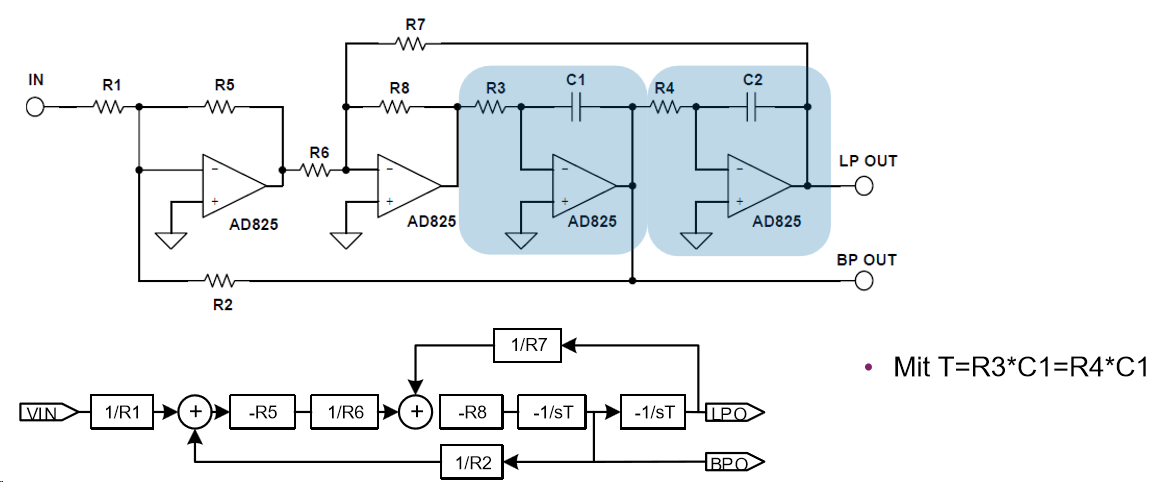 R7
IN
R1
R5
R8
R3
C1
R4
C2
R6
-
+
AD825
-
+
AD825
-
+
AD825
-
+
AD825
LP OUT
BP OUT
R2
1/R7
• Mit T=R3*C1=R4*C1
VIN
1/R1
+
-R5
1/R6
+
-R8
-1/sT
-1/sT
LPO
1/R2
BPO